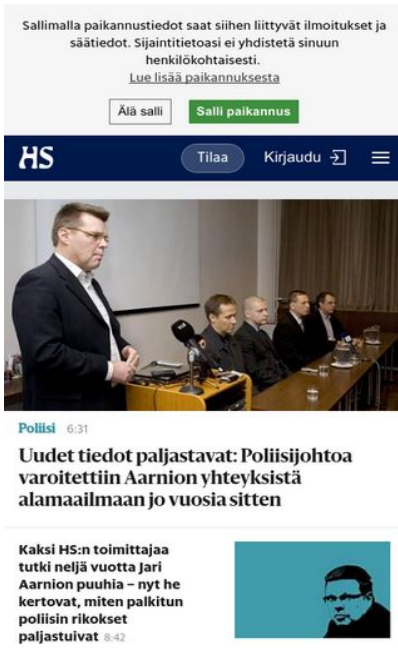 Sallimalla paikannustiedot saat siihen liittyvät ilmoitukset ja
säätiedot. Sijaintitietoasi ei yhdistetä sinuun
henkilökohtaisesti.
Lue lisää paikannuksesta
Älä salli
Salli paikannus
HS
Tilaa
Kirjaudu
Poliisi 6:31
Uudet tiedot paljastavat: Poliisijohtoa
varoitettiin Aarnion yhteyksistä
alamaailmaan jo vuosia sitten
Kaksi HS:n toimittajaa
tutki neljä vuotta Jari
Aarnion puuhia – nyt he
kertovat, miten palkitun
poliisin rikokset
paljastuivat 8:42